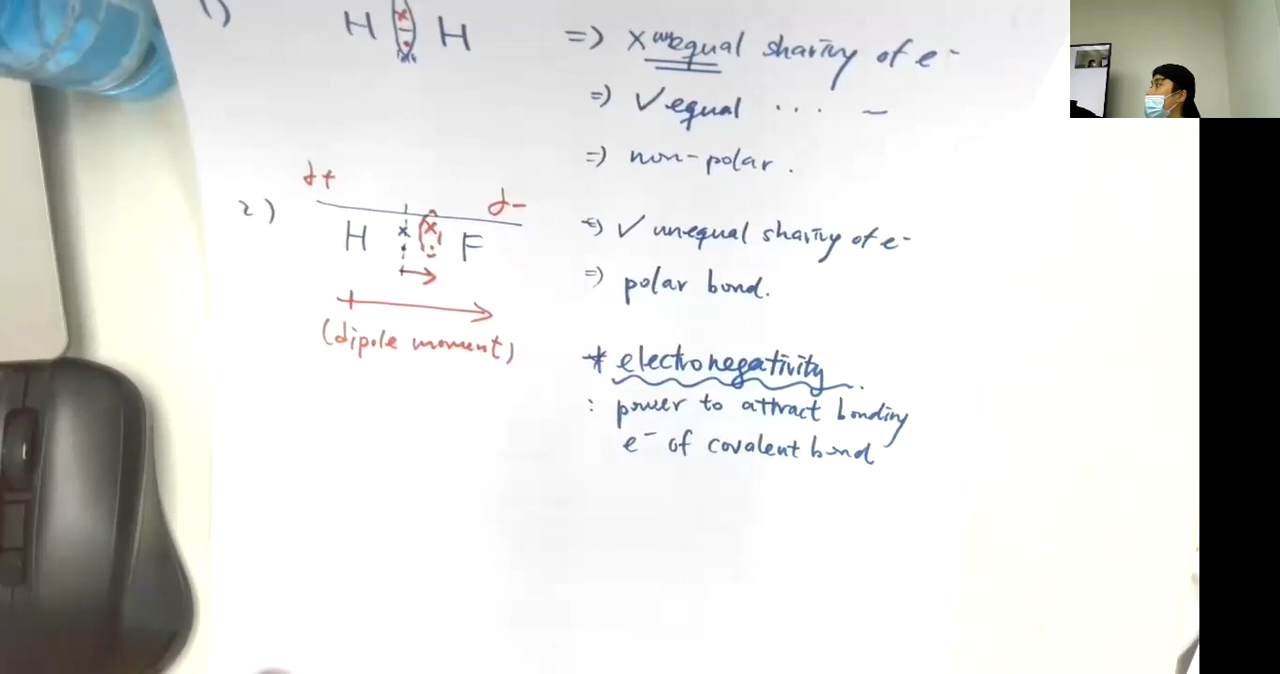 1)
H H
=> x unequal sharing of e-
=> ✓ equal ... -
=> non-polar.
2)
δ+ δ-
H F
(dipole moment)
=> ✓ unequal sharing of e-
=> polar bond.
* electronegativity
: power to attract bonding
e- of covalent bond